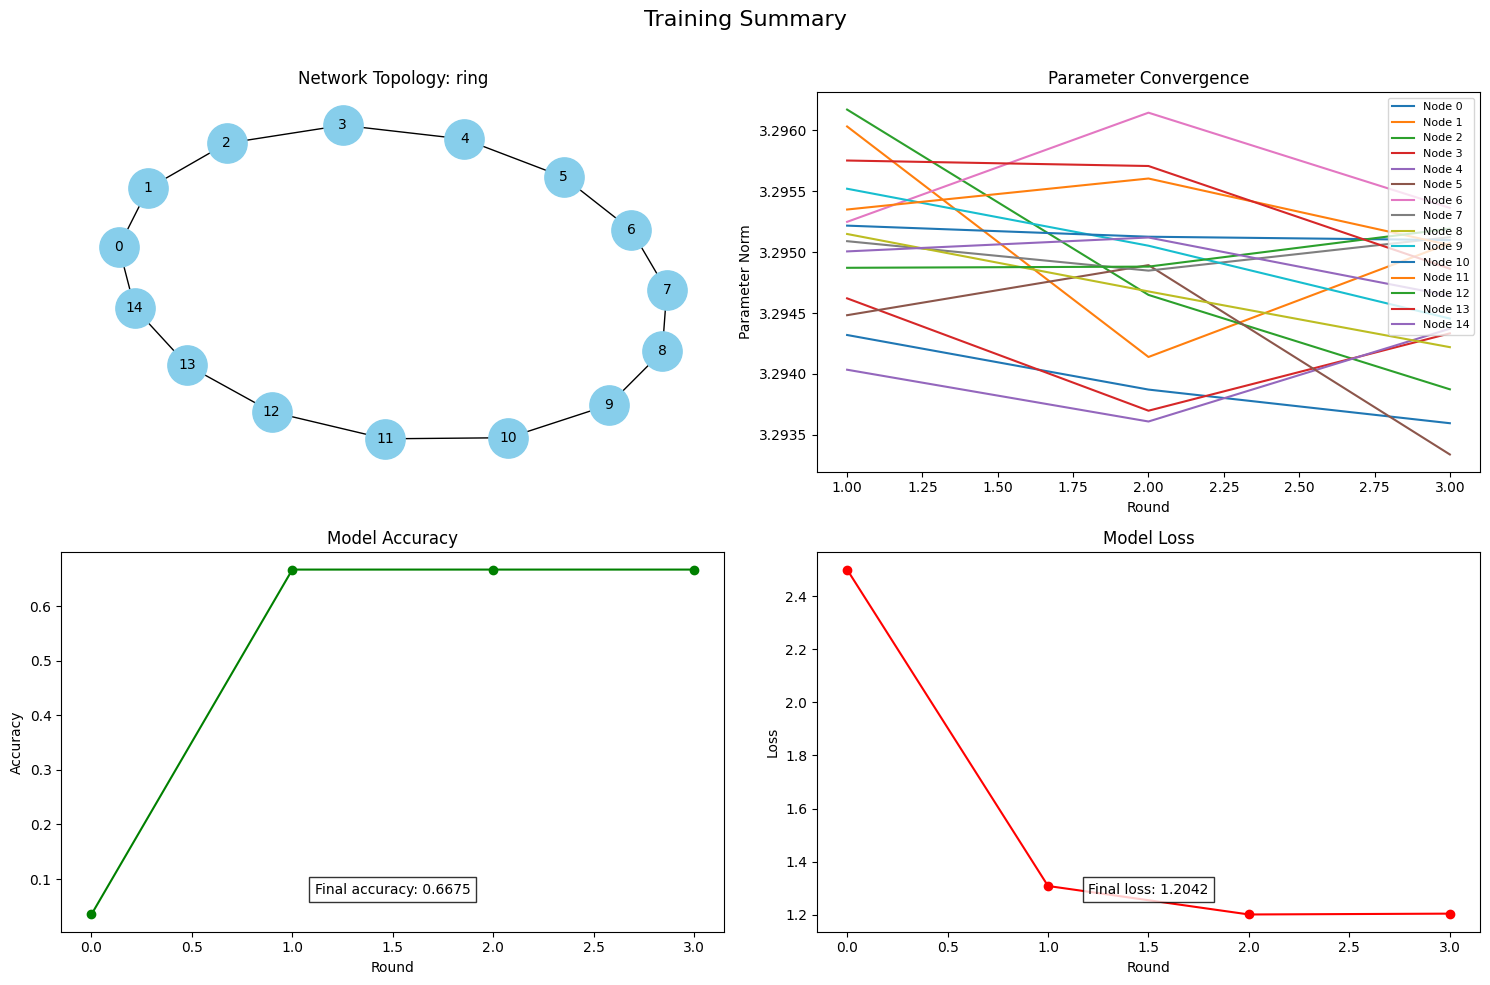 Training Summary
Network Topology: ring
3
2
4
5
1
6
0
7
14
8
13
9
12
11
10
Parameter Convergence
Parameter Norm
3.2960
3.2955
3.2950
3.2945
3.2940
3.2935
Node 0
Node 1
Node 2
Node 3
Node 4
Node 5
Node 6
Node 7
Node 8
Node 9
Node 10
Node 11
Node 12
Node 13
Node 14
1.00 1.25 1.50 1.75 2.00 2.25 2.50 2.75 3.00
Round
Model Accuracy
Accuracy
0.6
0.5
0.4
0.3
0.2
0.1
Final accuracy: 0.6675
0.0 0.5 1.0 1.5 2.0 2.5 3.0
Round
Model Loss
Loss
2.4
2.2
2.0
1.8
1.6
1.4
1.2
Final loss: 1.2042
0.0 0.5 1.0 1.5 2.0 2.5 3.0
Round